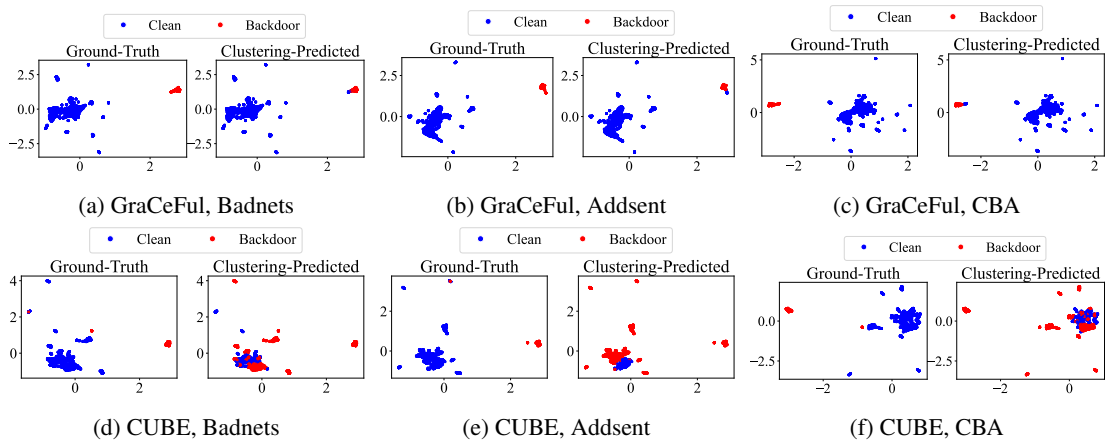 Clean Backdoor
Ground-Truth Clustering-Predicted
2.5
0.0
−2.5
0 2 0 2
(a) GraCeFul, Badnets
Clean Backdoor
Ground-Truth Clustering-Predicted
2.5
0.0
0 2 0 2
(b) GraCeFul, Addsent
Clean Backdoor
Ground-Truth Clustering-Predicted
5
0
−2 0 2 −2 0 2
(c) GraCeFul, CBA
Clean Backdoor
Ground-Truth Clustering-Predicted
4
2
0
0 2 0 2
(d) CUBE, Badnets
Clean Backdoor
Ground-Truth Clustering-Predicted
2
0
0 2 0 2
(e) CUBE, Addsent
Clean Backdoor
Ground-Truth Clustering-Predicted
0.0
−2.5
−2 0 −2 0
(f) CUBE, CBA